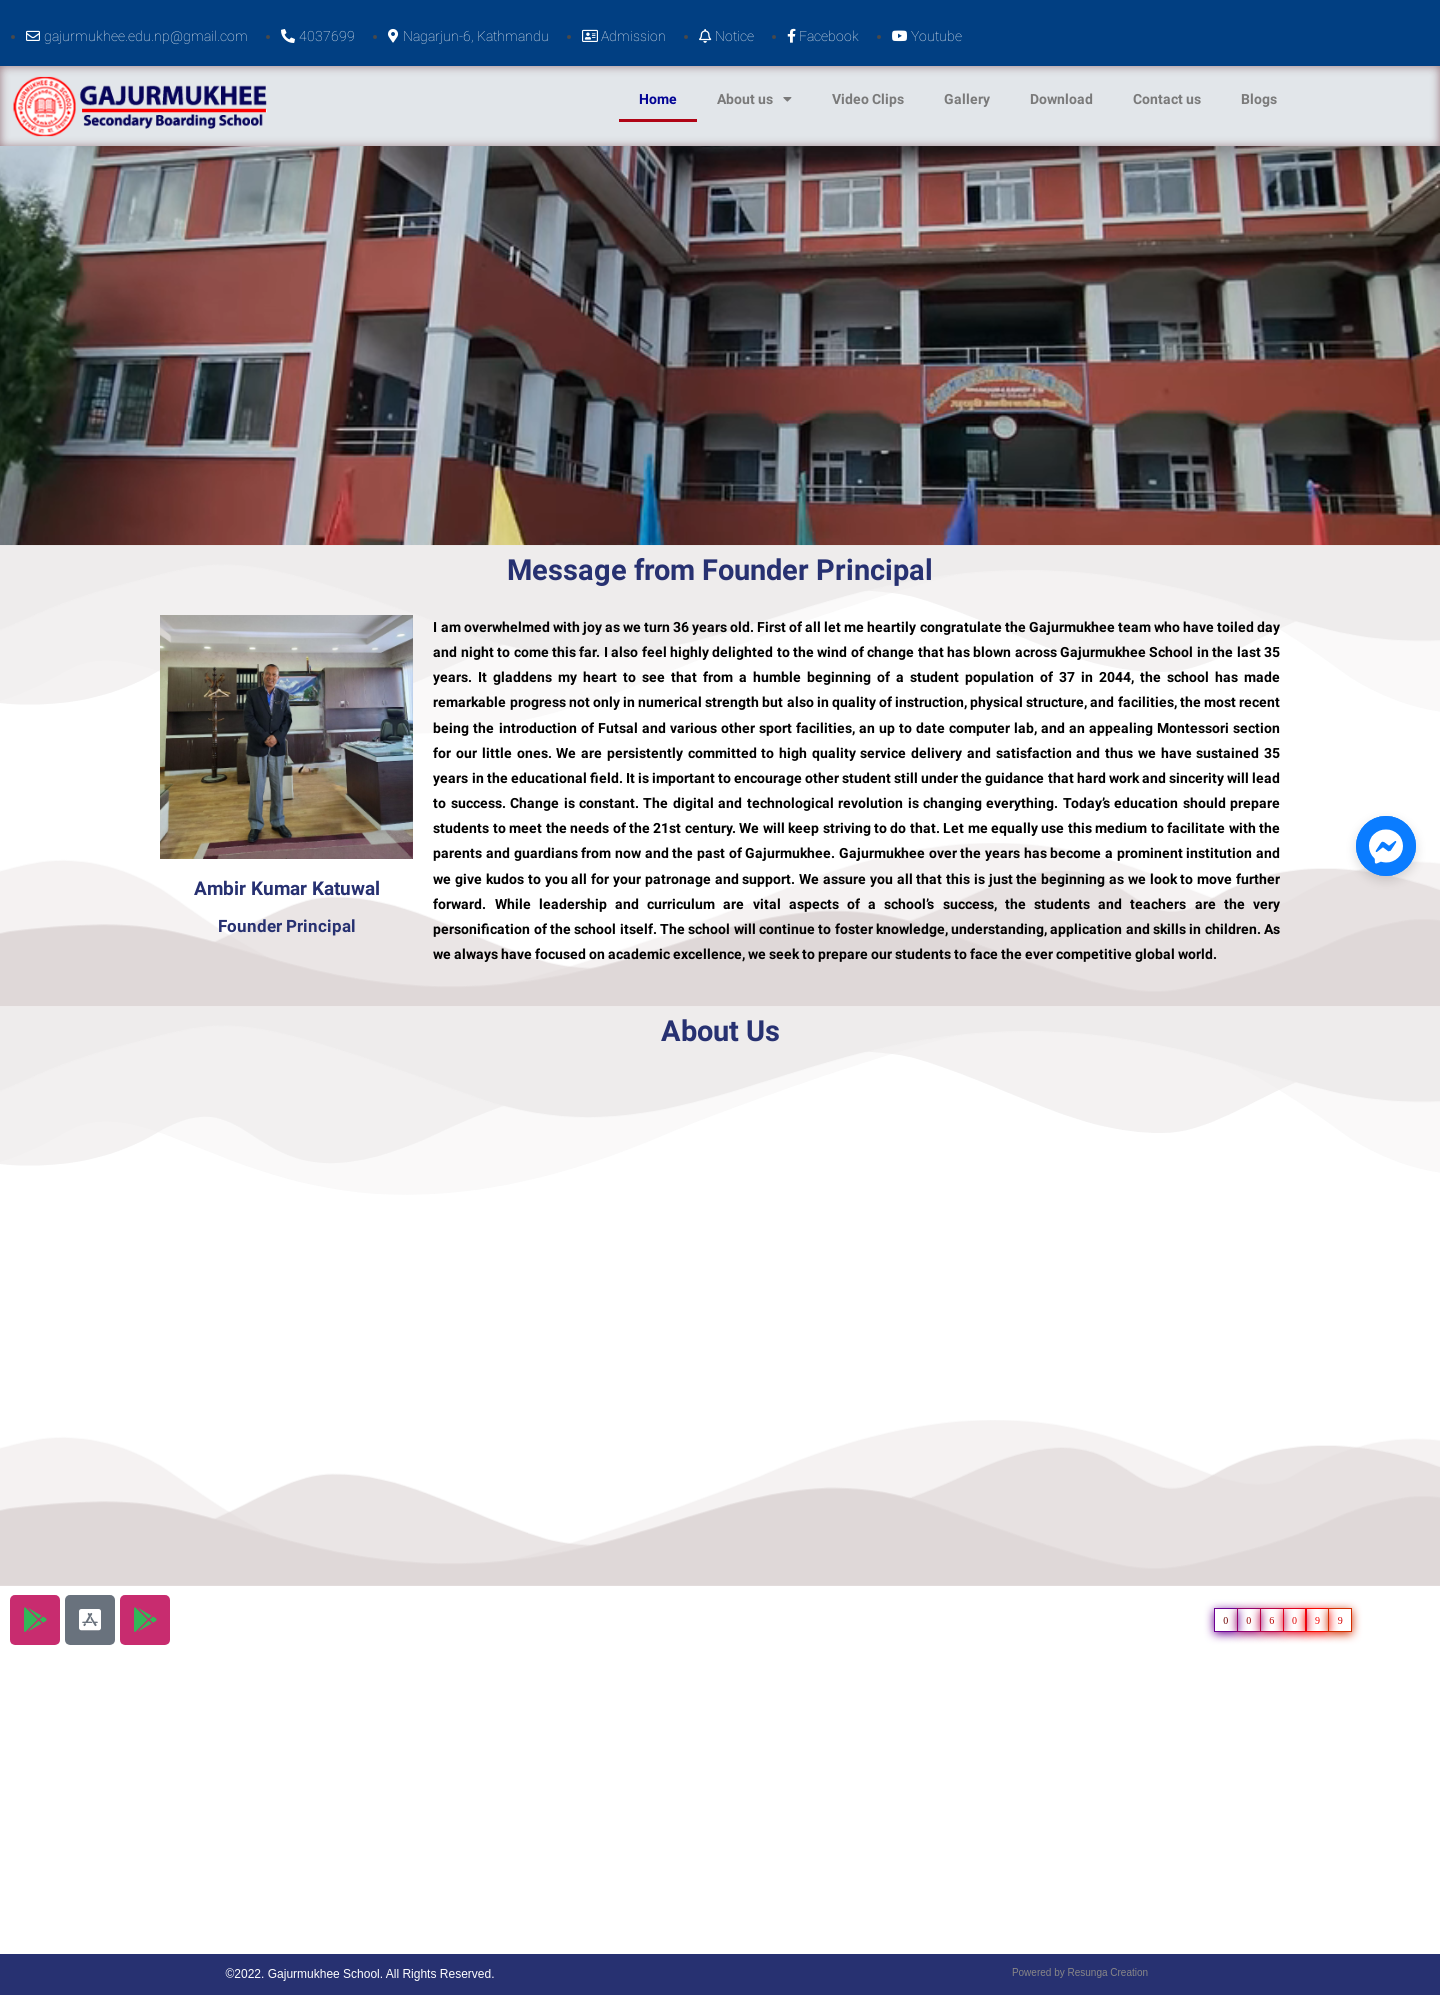 gajurmukhee.edu.np@gmail.com 4037699 Nagarjun-6, Kathmandu Admission Notice Facebook Youtube
GAJURMUKHEE
Secondary Boarding School
Home About us Video Clips Gallery Download Contact us Blogs
Message from Founder Principal
I am overwhelmed with joy as we turn 36 years old. First of all let me heartily congratulate the Gajurmukhee team who have toiled day
and night to come this far. I also feel highly delighted to the wind of change that has blown across Gajurmukhee School in the last 35
years. It gladdens my heart to see that from a humble beginning of a student population of 37 in 2044, the school has made
remarkable progress not only in numerical strength but also in quality of instruction, physical structure, and facilities, the most recent
being the introduction of Futsal and various other sport facilities, an up to date computer lab, and an appealing Montessori section
for our little ones. We are persistently committed to high quality service delivery and satisfaction and thus we have sustained 35
years in the educational field. It is important to encourage other student still under the guidance that hard work and sincerity will lead
to success. Change is constant. The digital and technological revolution is changing everything. Today’s education should prepare
students to meet the needs of the 21st century. We will keep striving to do that. Let me equally use this medium to facilitate with the
parents and guardians from now and the past of Gajurmukhee. Gajurmukhee over the years has become a prominent institution and
we give kudos to you all for your patronage and support. We assure you all that this is just the beginning as we look to move further
forward. While leadership and curriculum are vital aspects of a school’s success, the students and teachers are the very
personification of the school itself. The school will continue to foster knowledge, understanding, application and skills in children. As
we always have focused on academic excellence, we seek to prepare our students to face the ever competitive global world.
Ambir Kumar Katuwal
Founder Principal
About Us
0 0 6 0 9 9
©2022. Gajurmukhee School. All Rights Reserved.
Powered by Resunga Creation